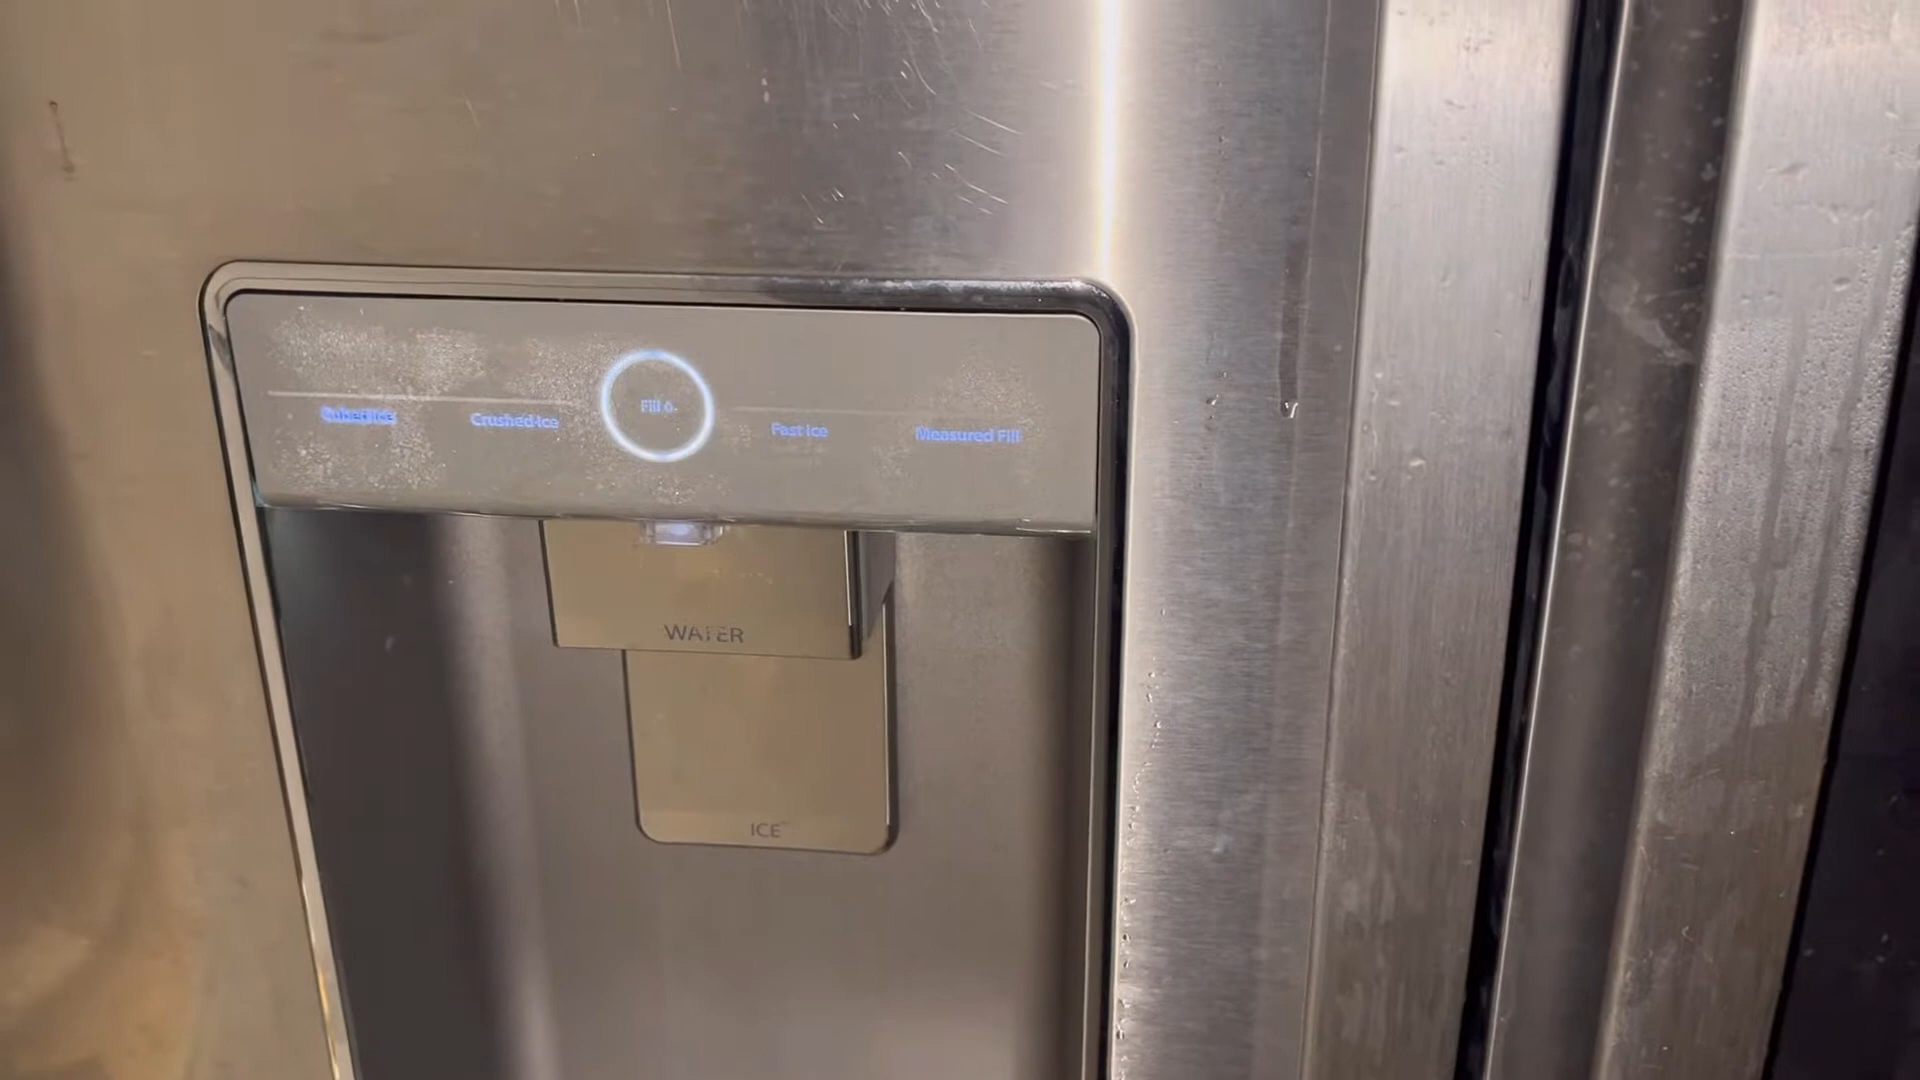 Cubed Ice
Crushed Ice
Fill
Fast Ice
Measured Fill
WATER
ICE